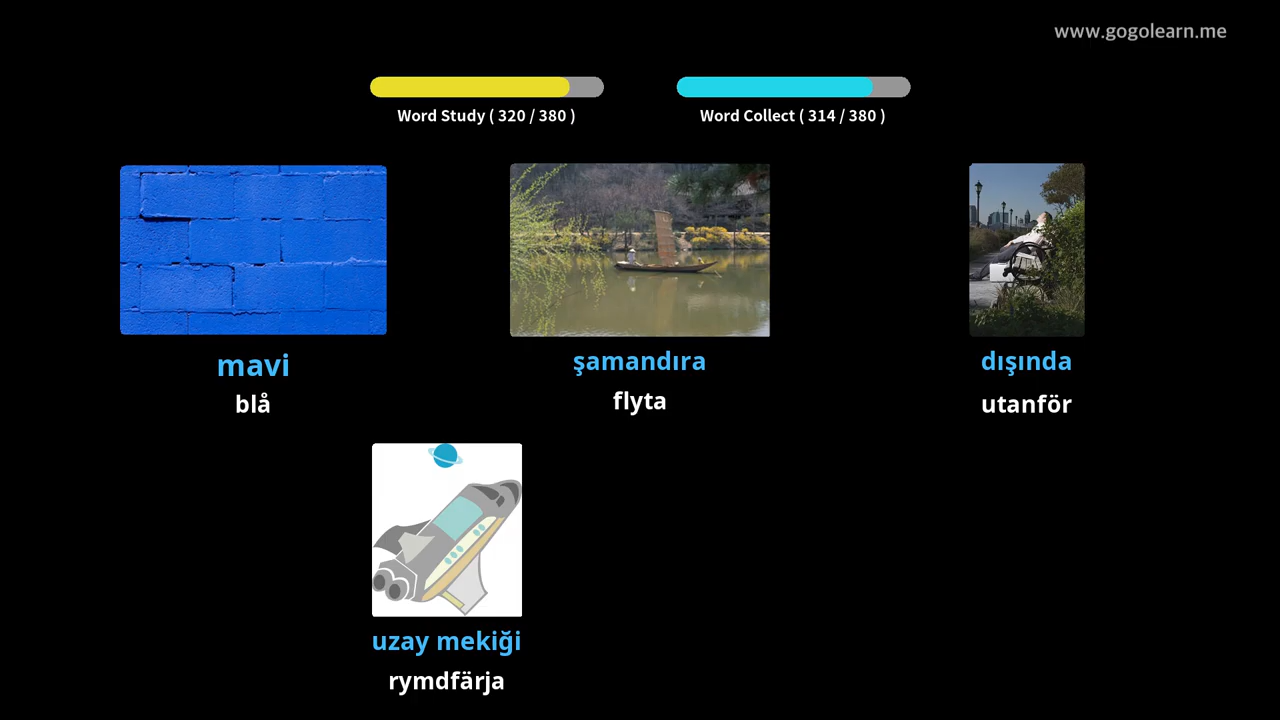 www.gogolearn.me
Word Study ( 320 / 380 )
Word Collect ( 314 / 380 )
mavi
blå
şamandıra
flyta
dışında
utanför
uzay mekiği
rymdfärja